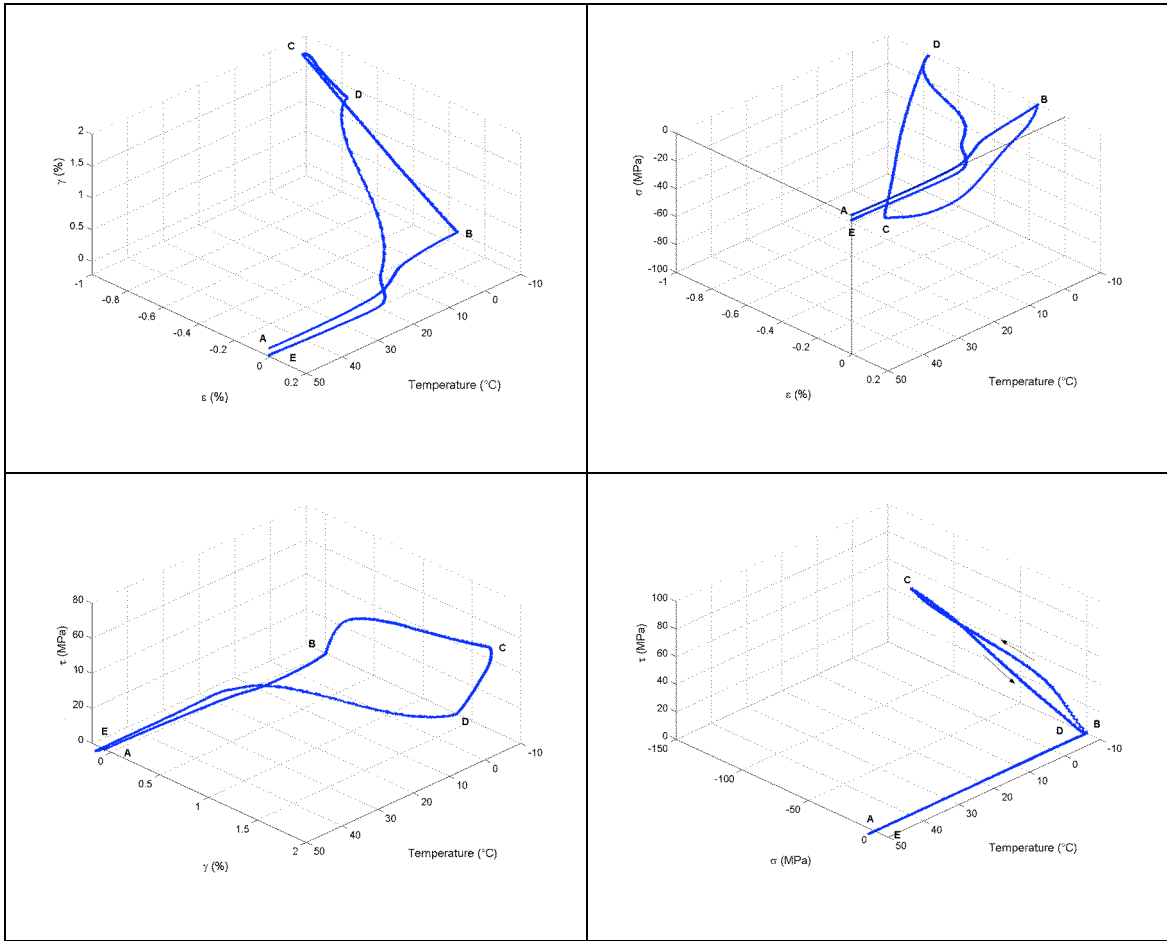 C
D
2
1.5
1
0.5
0
γ (%)
B
-1
-0.8
-0.6
-0.4
-0.2
0
0.2
A
E
50
40
30
20
10
0
-10
Temperature (°C)
ε (%)
D
B
0
-20
-40
-60
-80
-100
σ (MPa)
A
E
C
-1
-0.8
-0.6
-0.4
-0.2
0
0.2
50
40
30
20
10
0
-10
Temperature (°C)
ε (%)
80
60
40
20
0
τ (MPa)
B
C
D
E
A
0
0.5
1
1.5
2
50
40
30
20
10
0
-10
Temperature (°C)
γ (%)
C
100
80
60
40
20
0
τ (MPa)
D
B
-150
-100
-50
0
A
E
50
40
30
20
10
0
-10
Temperature (°C)
σ (MPa)